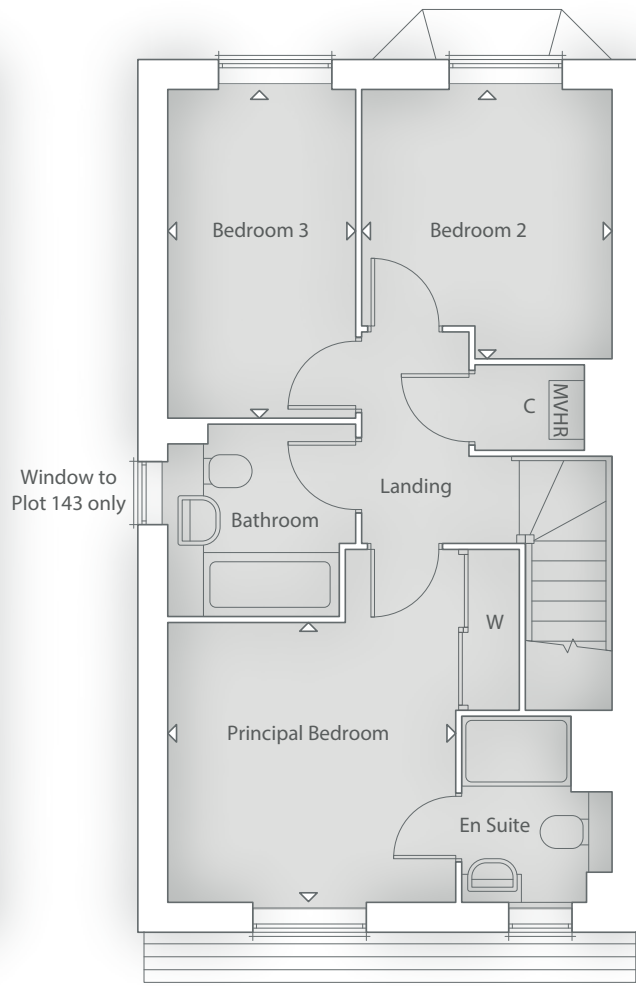 Bedroom 3
Bedroom 2
C
MVHR
Window to
Plot 143 only
Landing
Bathroom
W
Principal Bedroom
En Suite